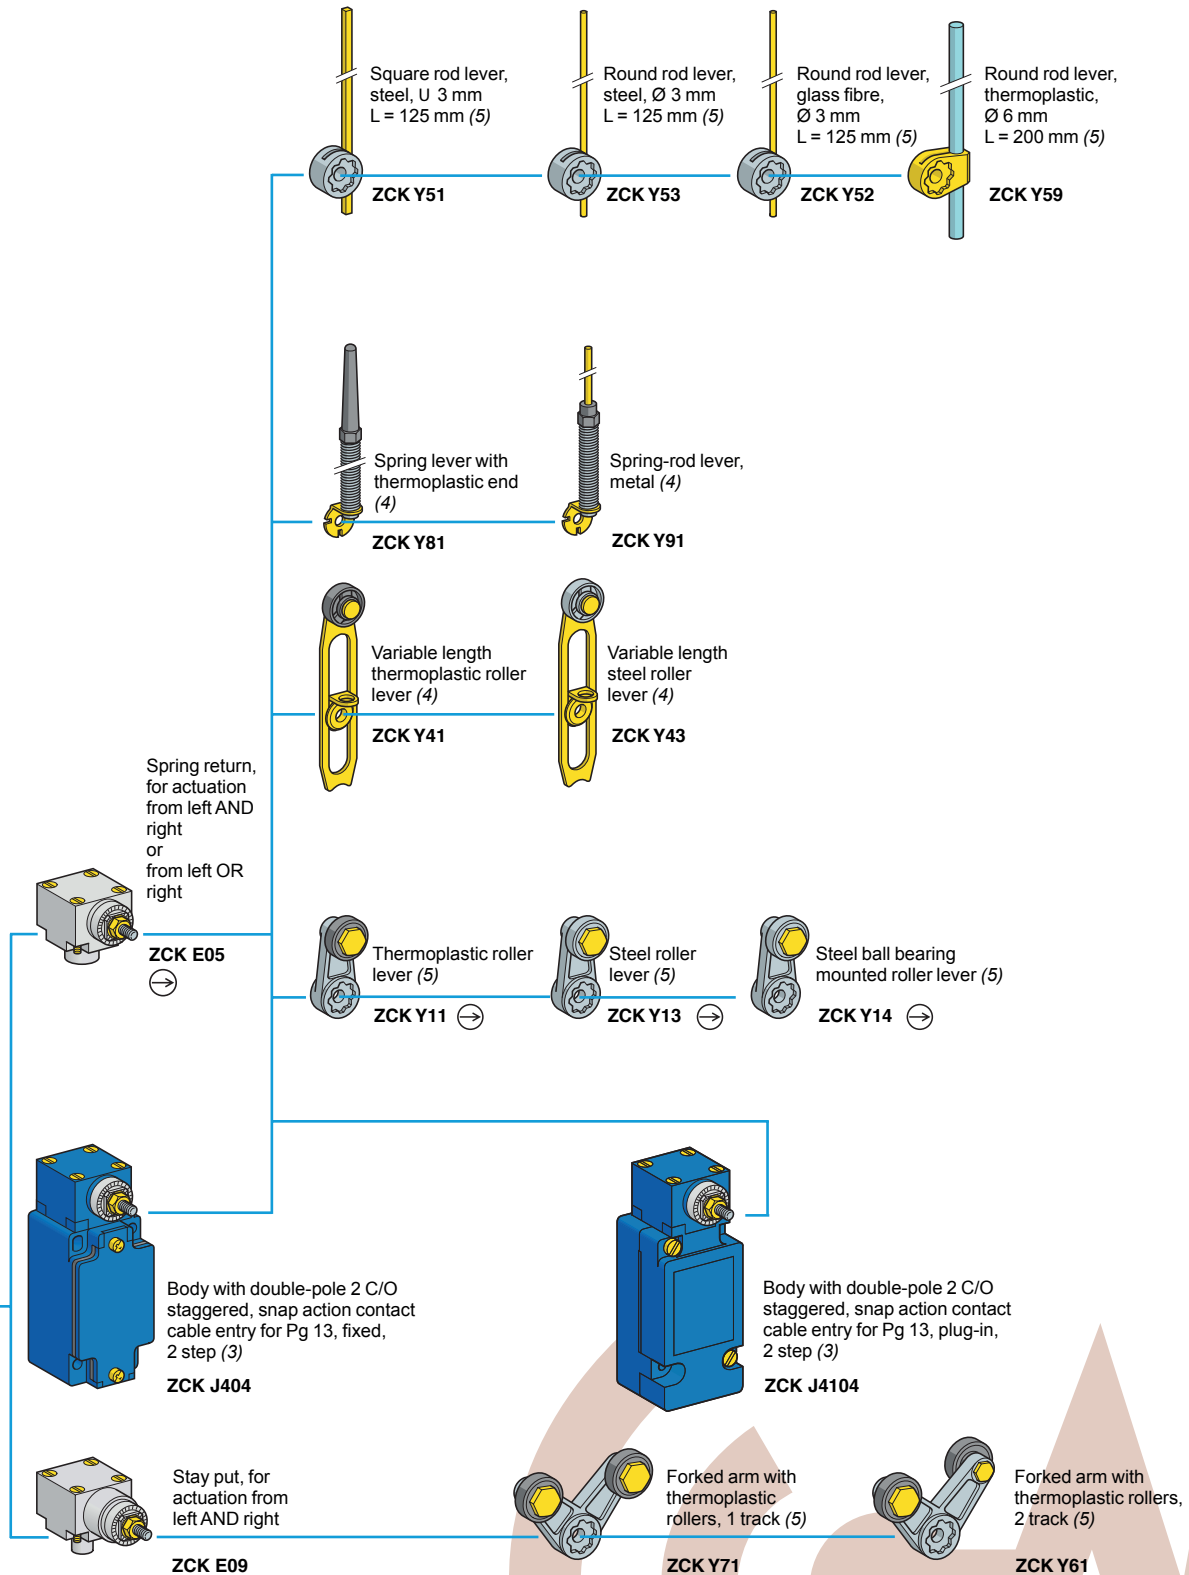 Square rod lever,
steel, U 3 mm
L = 125 mm (5)
ZCK Y51
Round rod lever,
steel, Ø 3 mm
L = 125 mm (5)
ZCK Y53
Round rod lever,
glass fibre,
Ø 3 mm
L = 125 mm (5)
ZCK Y52
Round rod lever,
thermoplastic,
Ø 6 mm
L = 200 mm (5)
ZCK Y59
Spring lever with
thermoplastic end
(4)
ZCK Y81
Spring-rod lever,
metal (4)
ZCK Y91
Variable length
thermoplastic roller
lever (4)
ZCK Y41
Variable length
steel roller
lever (4)
ZCK Y43
Spring return,
for actuation
from left AND
right
or
from left OR
right
ZCK E05
Thermoplastic roller
lever (5)
ZCK Y11
Steel roller
lever (5)
ZCK Y13
Steel ball bearing
mounted roller lever (5)
ZCK Y14
Body with double-pole 2 C/O
staggered, snap action contact
cable entry for Pg 13, fixed,
2 step (3)
ZCK J404
Body with double-pole 2 C/O
staggered, snap action contact
cable entry for Pg 13, plug-in,
2 step (3)
ZCK J4104
Stay put, for
actuation from
left AND right
ZCK E09
Forked arm with
thermoplastic
rollers, 1 track (5)
ZCK Y71
Forked arm with
thermoplastic rollers,
2 track (5)
ZCK Y61